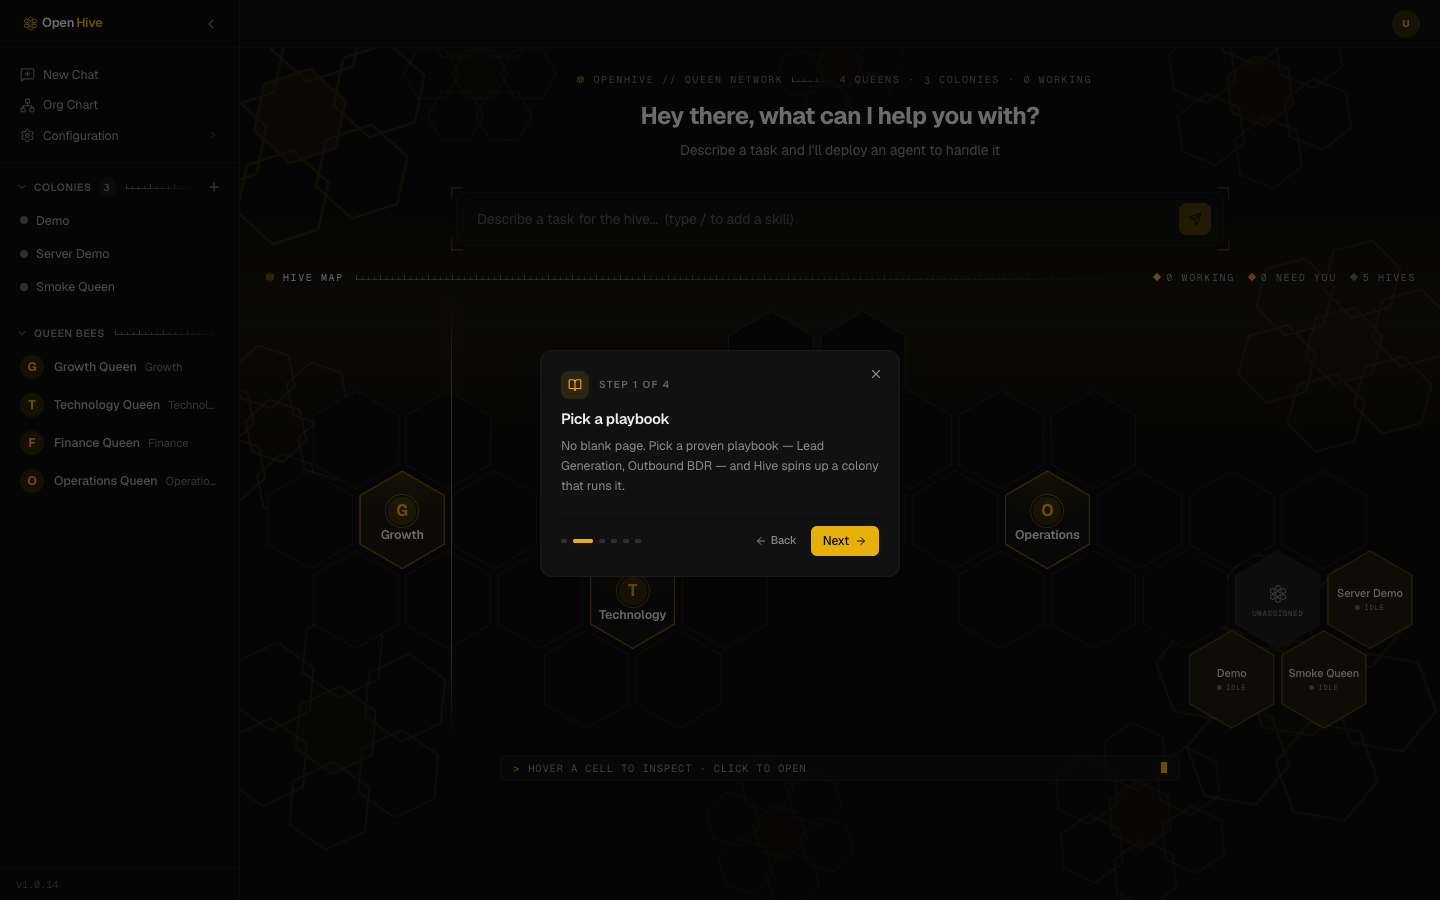 Open Hive
U
New Chat
Org Chart
Configuration
COLONIES 3
Demo
Server Demo
Smoke Queen
QUEEN BEES
G Growth Queen Growth
T Technology Queen Technol...
F Finance Queen Finance
O Operations Queen Operatio...
v1.0.14
OPENHIVE // QUEEN NETWORK 4 QUEENS · 3 COLONIES · 0 WORKING
Hey there, what can I help you with?
Describe a task and I'll deploy an agent to handle it
Describe a task for the hive... (type / to add a skill)
HIVE MAP
0 WORKING 0 NEED YOU 5 HIVES
STEP 1 OF 4
Pick a playbook
No blank page. Pick a proven playbook — Lead
Generation, Outbound BDR — and Hive spins up a colony
that runs it.
← Back Next →
G
Growth
O
Operations
T
Technology
UNASSIGNED
Server Demo
IDLE
Demo
IDLE
Smoke Queen
IDLE
> HOVER A CELL TO INSPECT · CLICK TO OPEN